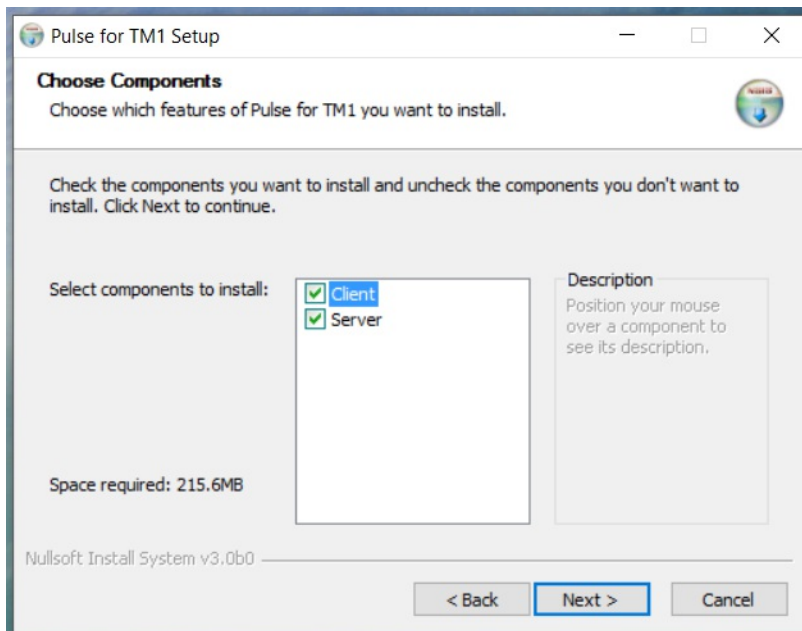 Pulse for TM1 Setup
Choose Components
Choose which features of Pulse for TM1 you want to install.
Check the components you want to install and uncheck the components you don't want to
install. Click Next to continue.
Select components to install:
Client
Server
Description
Position your mouse
over a component to
see its description.
Space required: 215.6MB
Nullsoft Install System v3.0b0
< Back
Next >
Cancel